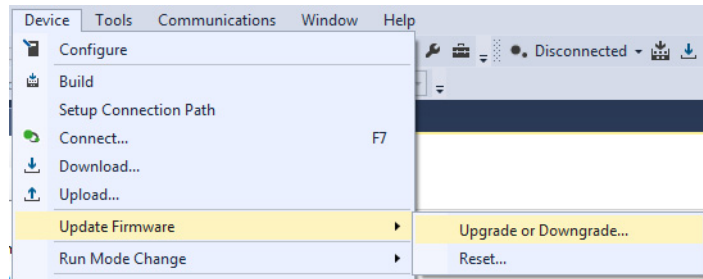 Device Tools Communications Window Help
Configure
Disconnected
Build
Setup Connection Path
Connect... F7
Download...
Upload...
Update Firmware
Upgrade or Downgrade...
Run Mode Change
Reset...